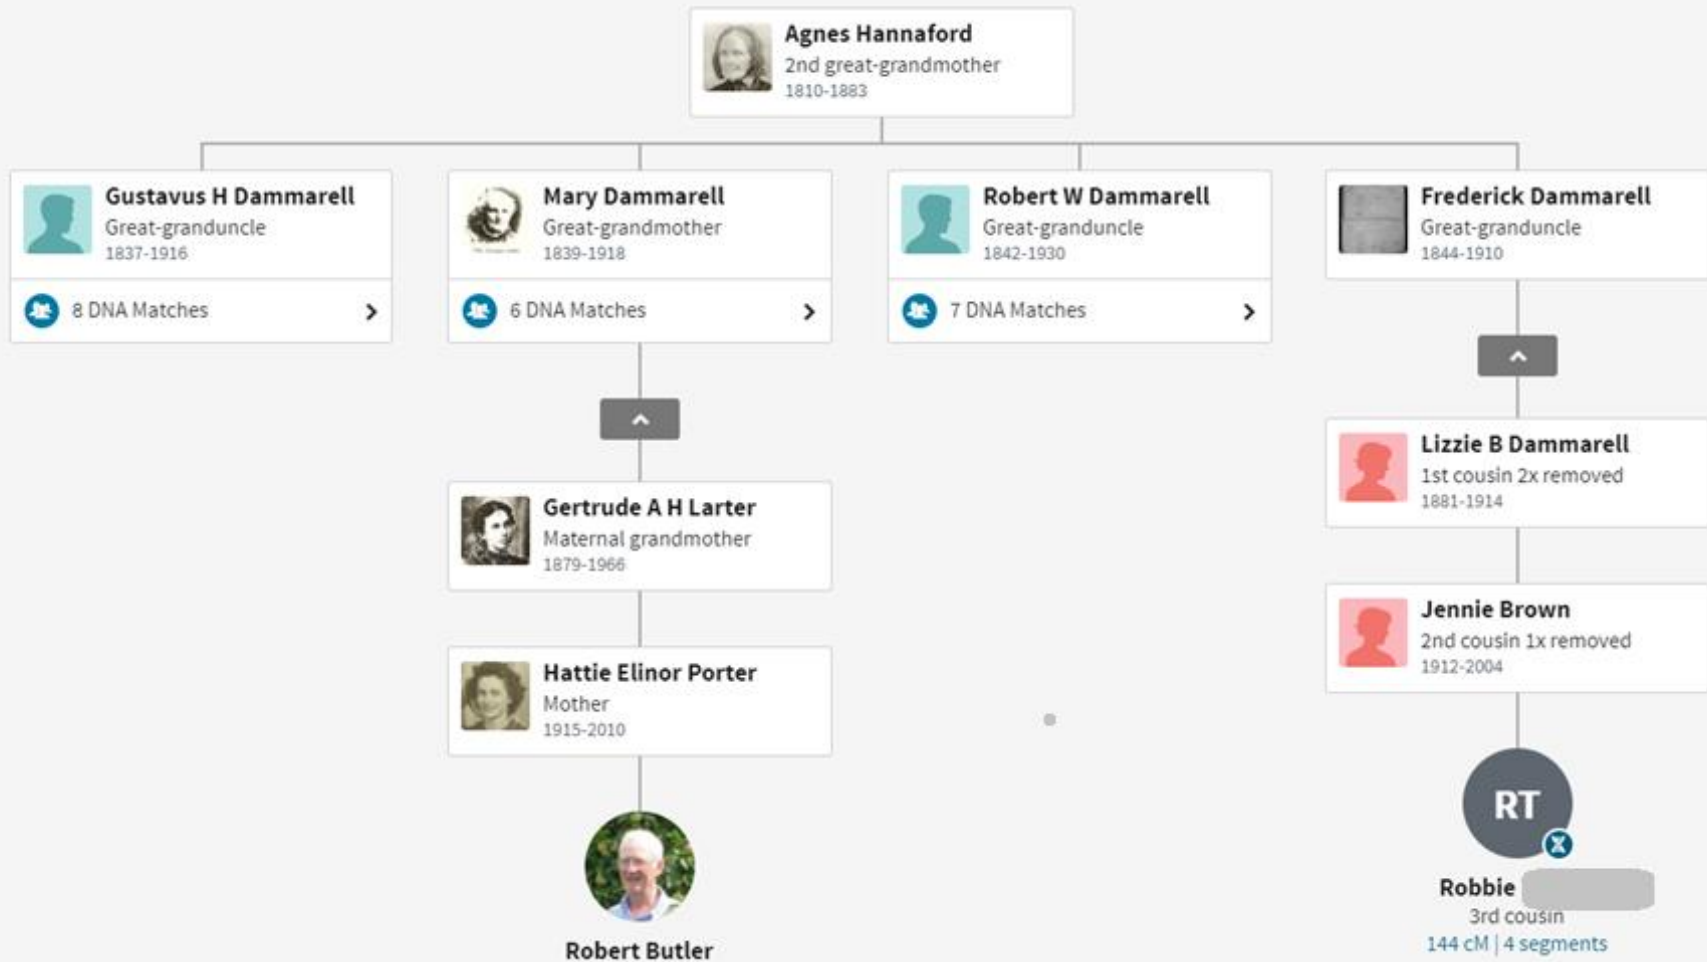 Agnes Hannaford
2nd great-grandmother
1810-1883
Gustavus H Dammarell
Great-granduncle
1837-1916
8 DNA Matches
Mary Dammarell
Great-grandmother
1839-1918
6 DNA Matches
Robert W Dammarell
Great-granduncle
1842-1930
7 DNA Matches
Frederick Dammarell
Great-granduncle
1844-1910
Gertrude A H Larter
Maternal grandmother
1879-1966
Hattie Elinor Porter
Mother
1915-2010
Robert Butler
Lizzie B Dammarell
1st cousin 2x removed
1881-1914
Jennie Brown
2nd cousin 1x removed
1912-2004
RT
Robbie
3rd cousin
144 cM | 4 segments